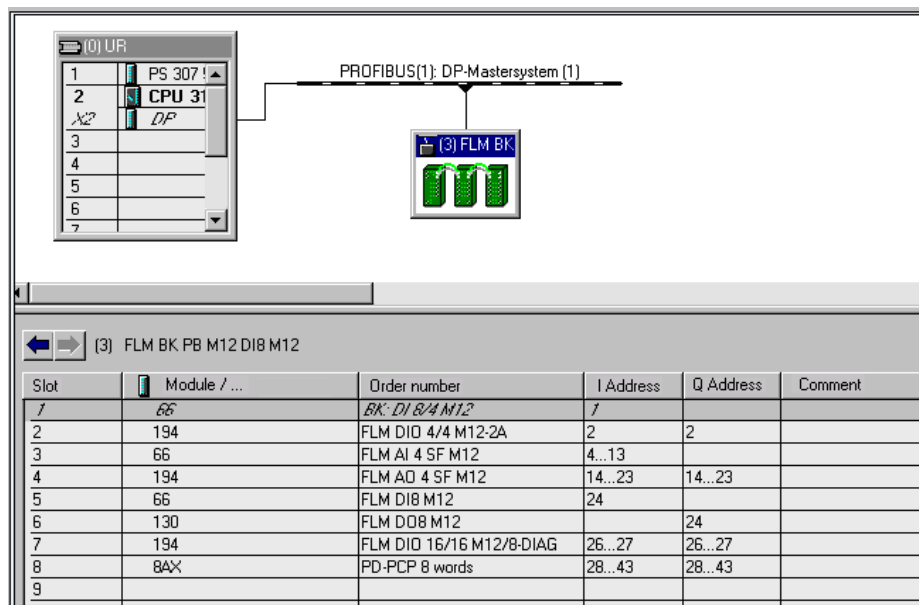 (0) UR
1 PS 307 5
2 CPU 31
X2 DP
3
4
5
6
7
PROFIBUS(1): DP-Mastersystem (1)
(3) FLM BK
(3) FLM BK PB M12 DI8 M12
Slot Module / ... Order number I Address Q Address Comment
1 66 BK: DI 8/4 M12 1
2 194 FLM DIO 4/4 M12-2A 2 2
3 66 FLM AI 4 SF M12 4...13
4 194 FLM AO 4 SF M12 14...23 14...23
5 66 FLM DI8 M12 24
6 130 FLM DO8 M12 24
7 194 FLM DIO 16/16 M12/8-DIAG 26...27 26...27
8 8AX PD-PCP 8 words 28...43 28...43
9